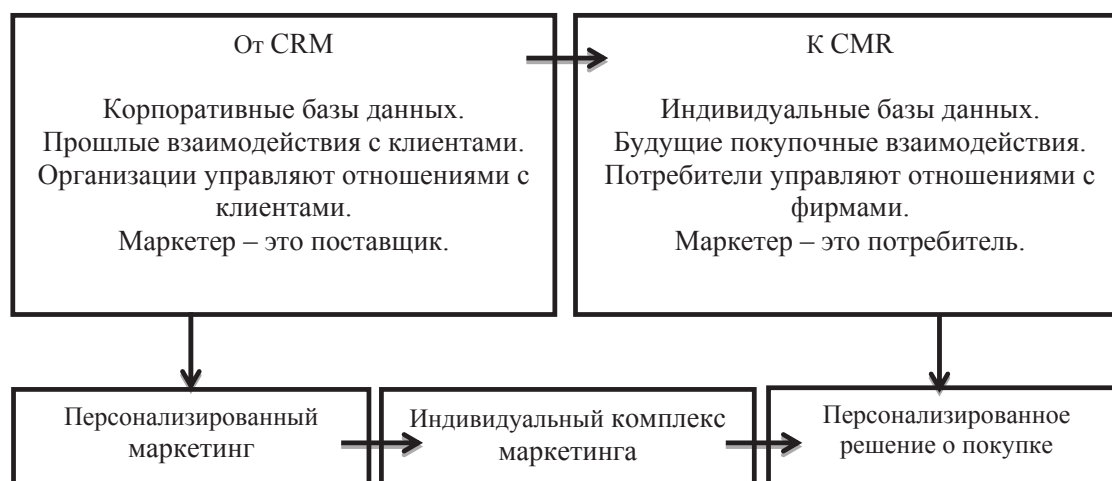 От CRM
Корпоративные базы данных.
Прошлые взаимодействия с клиентами.
Организации управляют отношениями с
клиентами.
Маркетер – это поставщик.
К CMR
Индивидуальные базы данных.
Будущие покупочные взаимодействия.
Потребители управляют отношениями с
фирмами.
Маркетер – это потребитель.
Персонализированный
маркетинг
Индивидуальный комплекс
маркетинга
Персонализированное
решение о покупке